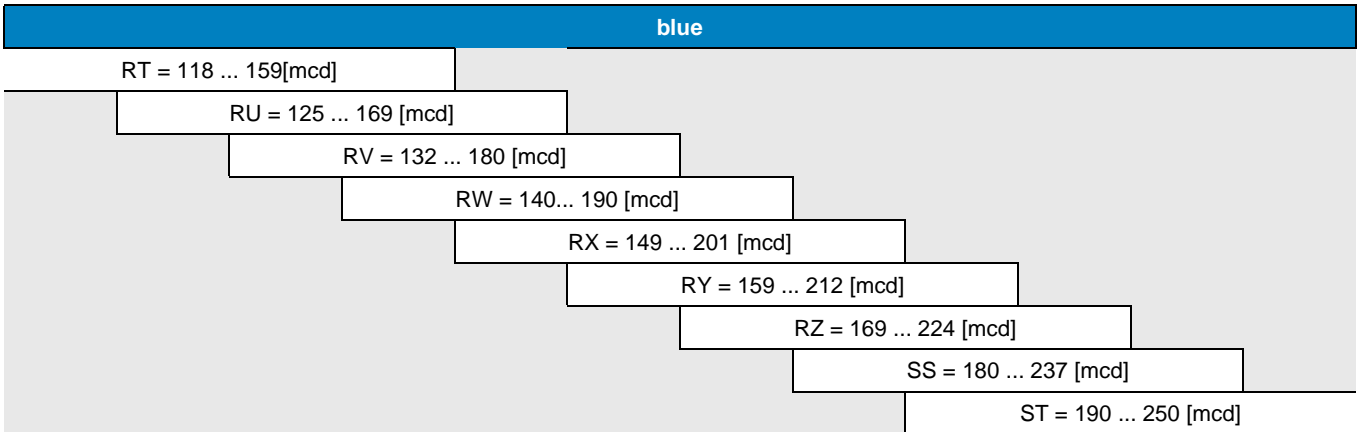 blue
RT = 118 ... 159[mcd]
RU = 125 ... 169 [mcd]
RV = 132 ... 180 [mcd]
RW = 140... 190 [mcd]
RX = 149 ... 201 [mcd]
RY = 159 ... 212 [mcd]
RZ = 169 ... 224 [mcd]
SS = 180 ... 237 [mcd]
ST = 190 ... 250 [mcd]